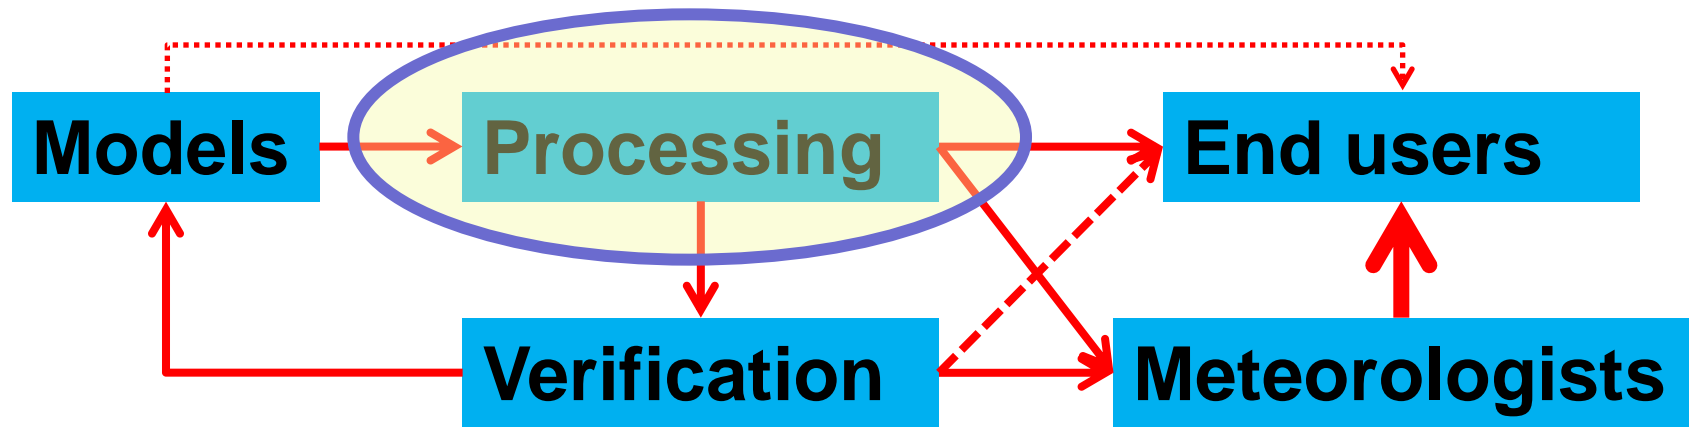 Models
Processing
End users
Verification
Meteorologists